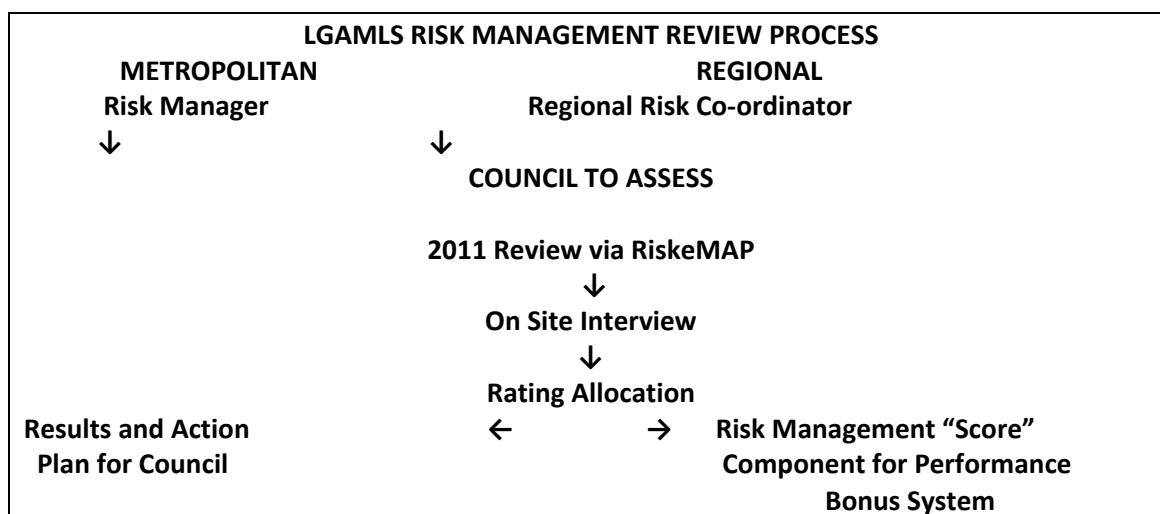 LGAMLS RISK MANAGEMENT REVIEW PROCESS
METROPOLITAN REGIONAL
Risk Manager Regional Risk Co-ordinator
↓ ↓
COUNCIL TO ASSESS
2011 Review via RiskeMAP
↓
On Site Interview
↓
Rating Allocation
Results and Action ← → Risk Management “Score”
Plan for Council Component for Performance
Bonus System